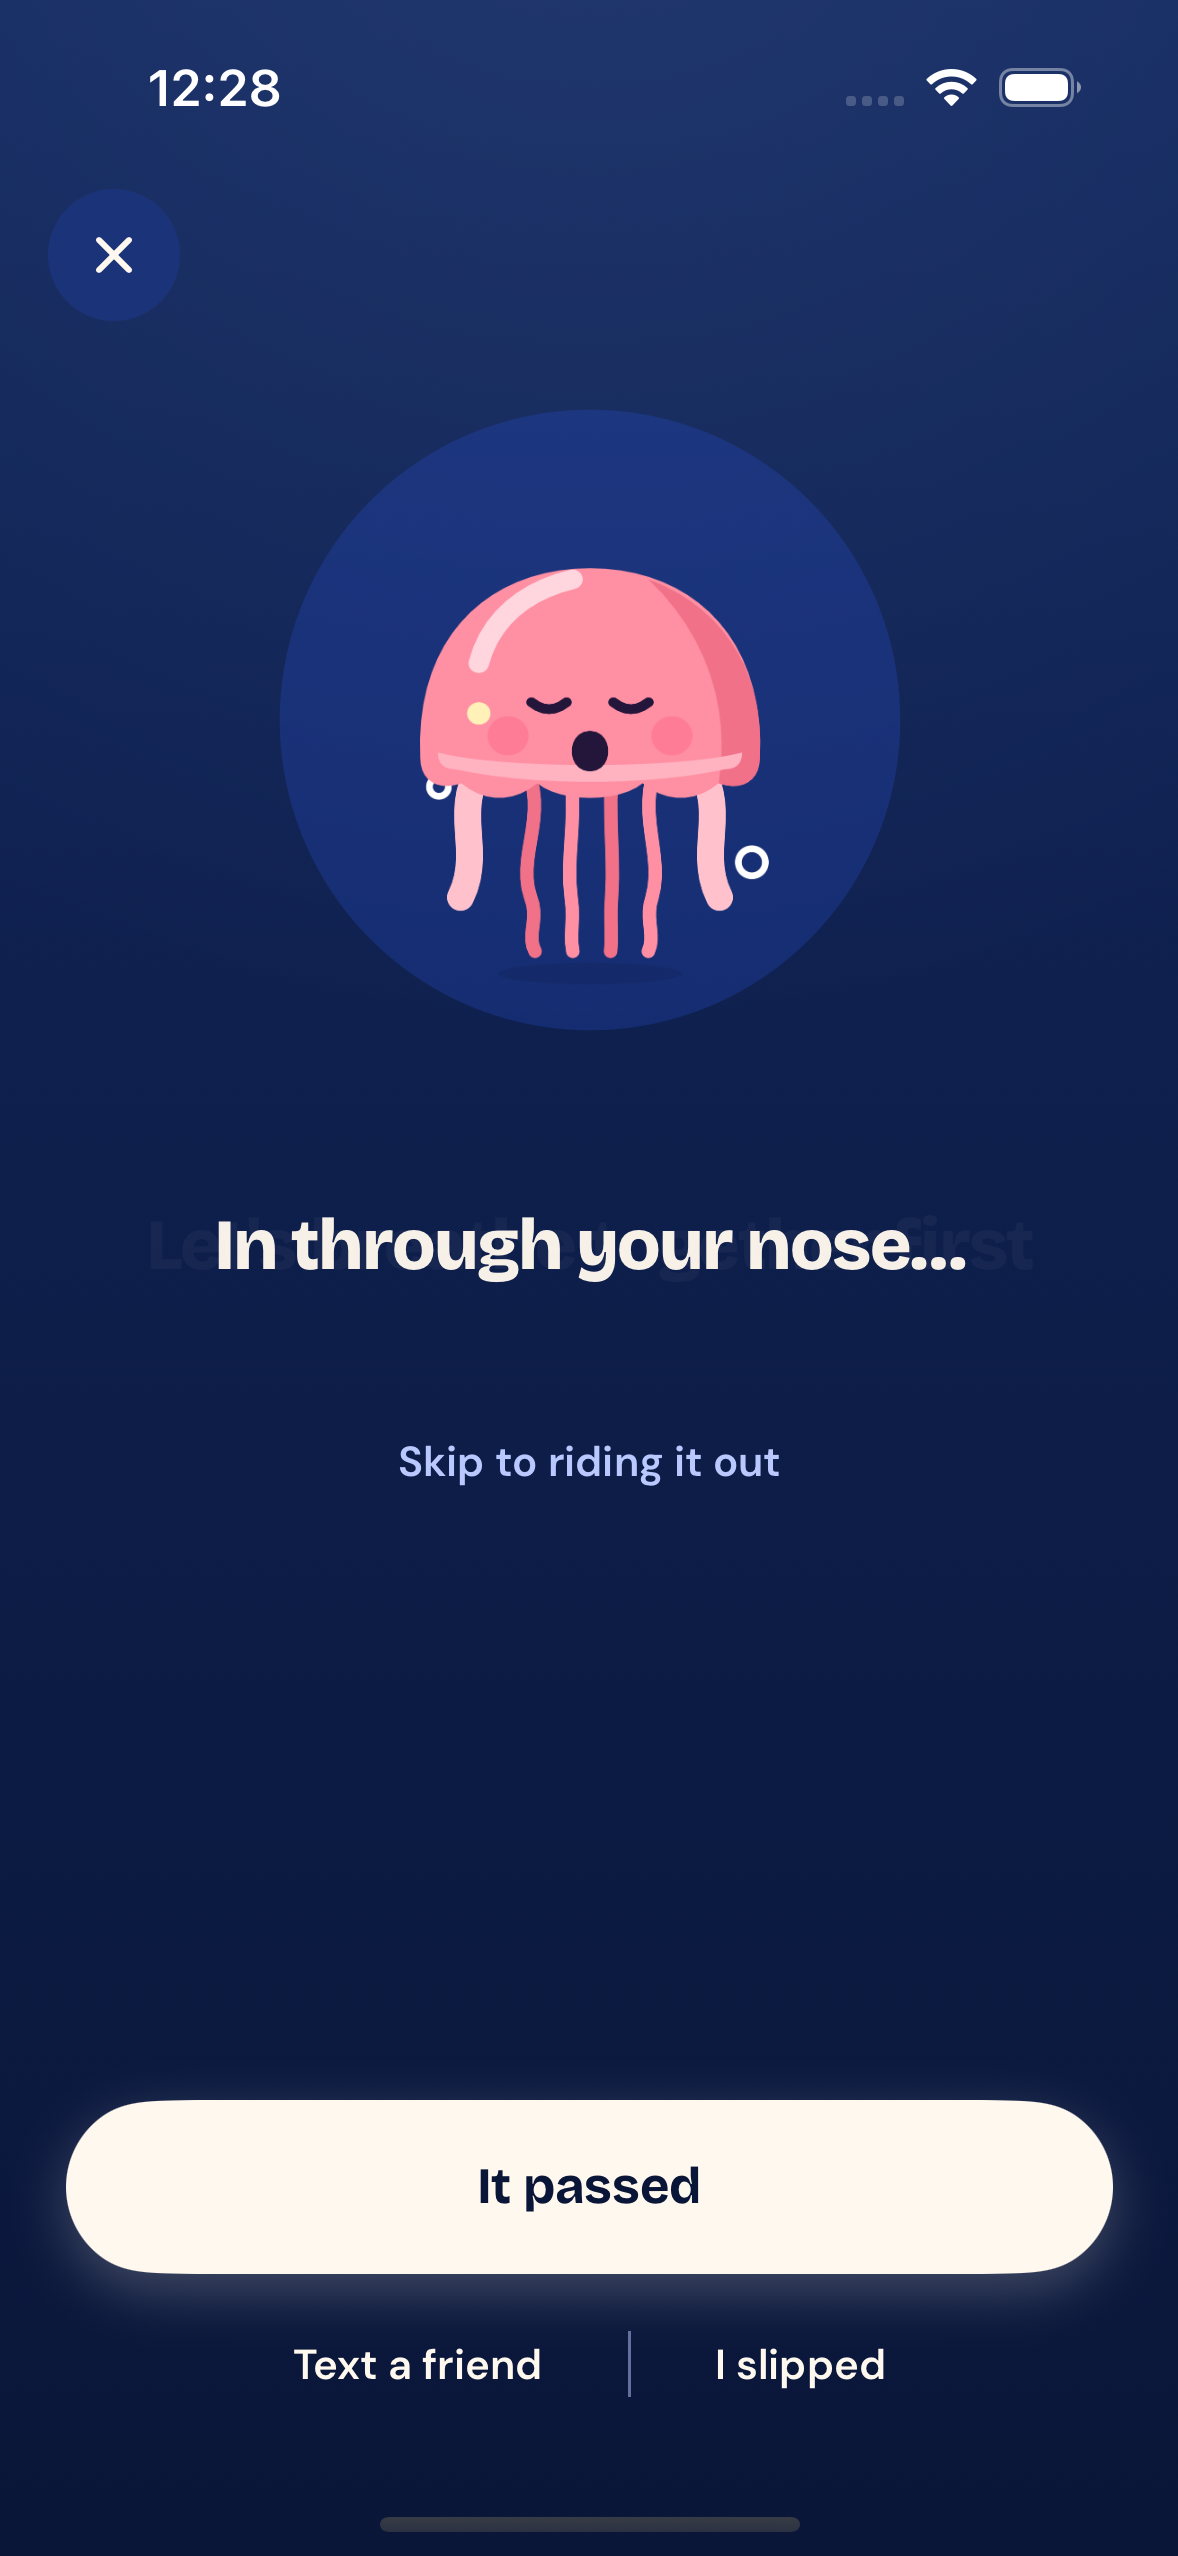 12:28
In through your nose...
Skip to riding it out
It passed
Text a friend
I slipped